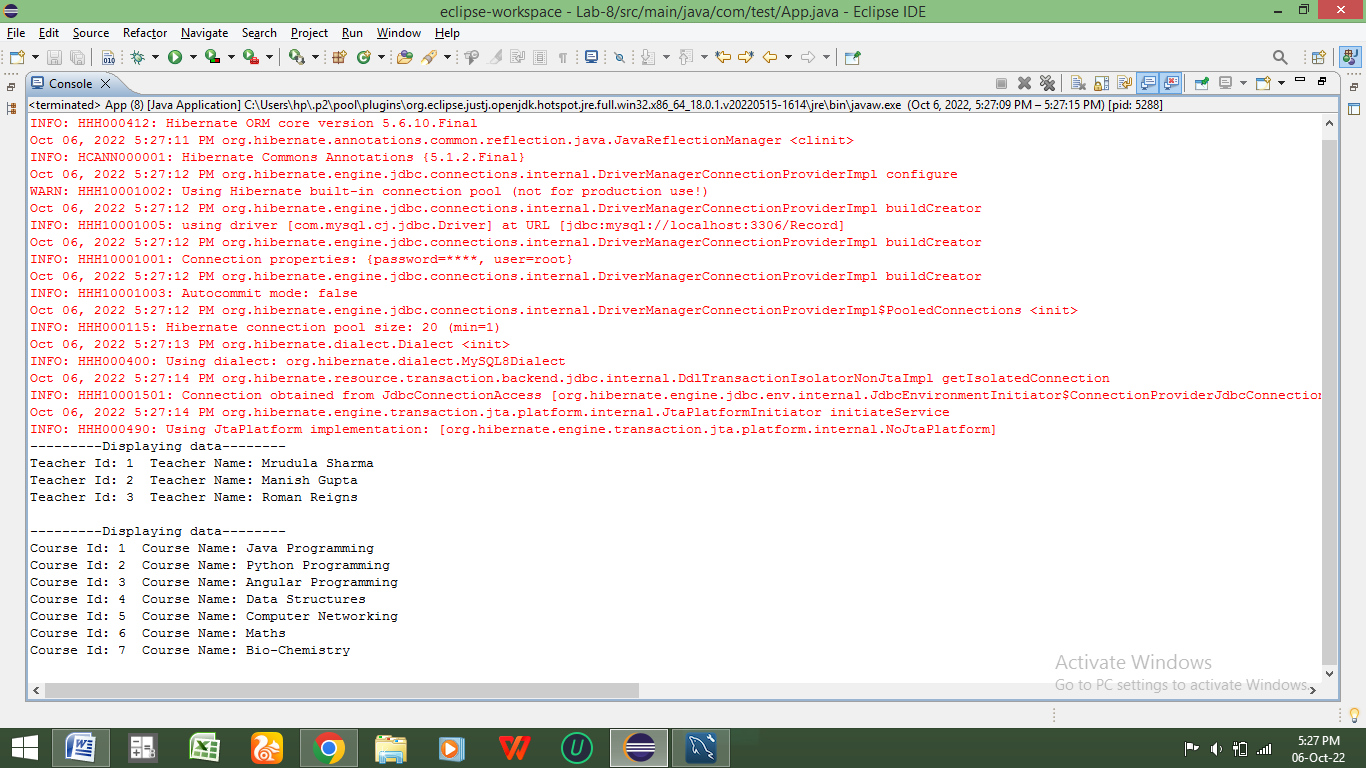 eclipse-workspace - Lab-8/src/main/java/com/test/App.java - Eclipse IDE
File Edit Source Refactor Navigate Search Project Run Window Help
Console
<terminated> App (8) [Java Application] C:\Users\hp\.p2\pool\plugins\org.eclipse.justj.openjdk.hotspot.jre.full.win32.x86_64_18.0.1.v20220515-1614\jre\bin\javaw.exe (Oct 6, 2022, 5:27:09 PM – 5:27:15 PM) [pid: 5288]
INFO: HHH000412: Hibernate ORM core version 5.6.10.Final
Oct 06, 2022 5:27:11 PM org.hibernate.annotations.common.reflection.java.JavaReflectionManager <clinit>
INFO: HCANN000001: Hibernate Commons Annotations {5.1.2.Final}
Oct 06, 2022 5:27:12 PM org.hibernate.engine.jdbc.connections.internal.DriverManagerConnectionProviderImpl configure
WARN: HHH10001002: Using Hibernate built-in connection pool (not for production use!)
Oct 06, 2022 5:27:12 PM org.hibernate.engine.jdbc.connections.internal.DriverManagerConnectionProviderImpl buildCreator
INFO: HHH10001005: using driver [com.mysql.cj.jdbc.Driver] at URL [jdbc:mysql://localhost:3306/Record]
Oct 06, 2022 5:27:12 PM org.hibernate.engine.jdbc.connections.internal.DriverManagerConnectionProviderImpl buildCreator
INFO: HHH10001001: Connection properties: {password=****, user=root}
Oct 06, 2022 5:27:12 PM org.hibernate.engine.jdbc.connections.internal.DriverManagerConnectionProviderImpl buildCreator
INFO: HHH10001003: Autocommit mode: false
Oct 06, 2022 5:27:12 PM org.hibernate.engine.jdbc.connections.internal.DriverManagerConnectionProviderImpl$PooledConnections <init>
INFO: HHH000115: Hibernate connection pool size: 20 (min=1)
Oct 06, 2022 5:27:13 PM org.hibernate.dialect.Dialect <init>
INFO: HHH000400: Using dialect: org.hibernate.dialect.MySQL8Dialect
Oct 06, 2022 5:27:14 PM org.hibernate.resource.transaction.backend.jdbc.internal.DdlTransactionIsolatorNonJtaImpl getIsolatedConnection
INFO: HHH10001501: Connection obtained from JdbcConnectionAccess [org.hibernate.engine.jdbc.env.internal.JdbcEnvironmentInitiator$ConnectionProviderJdbcConnection
Oct 06, 2022 5:27:14 PM org.hibernate.engine.transaction.jta.platform.internal.JtaPlatformInitiator initiateService
INFO: HHH000490: Using JtaPlatform implementation: [org.hibernate.engine.transaction.jta.platform.internal.NoJtaPlatform]
---------Displaying data--------
Teacher Id: 1  Teacher Name: Mrudula Sharma
Teacher Id: 2  Teacher Name: Manish Gupta
Teacher Id: 3  Teacher Name: Roman Reigns
---------Displaying data--------
Course Id: 1  Course Name: Java Programming
Course Id: 2  Course Name: Python Programming
Course Id: 3  Course Name: Angular Programming
Course Id: 4  Course Name: Data Structures
Course Id: 5  Course Name: Computer Networking
Course Id: 6  Course Name: Maths
Course Id: 7  Course Name: Bio-Chemistry
Activate Windows
Go to PC settings to activate Windows.
5:27 PM
06-Oct-22